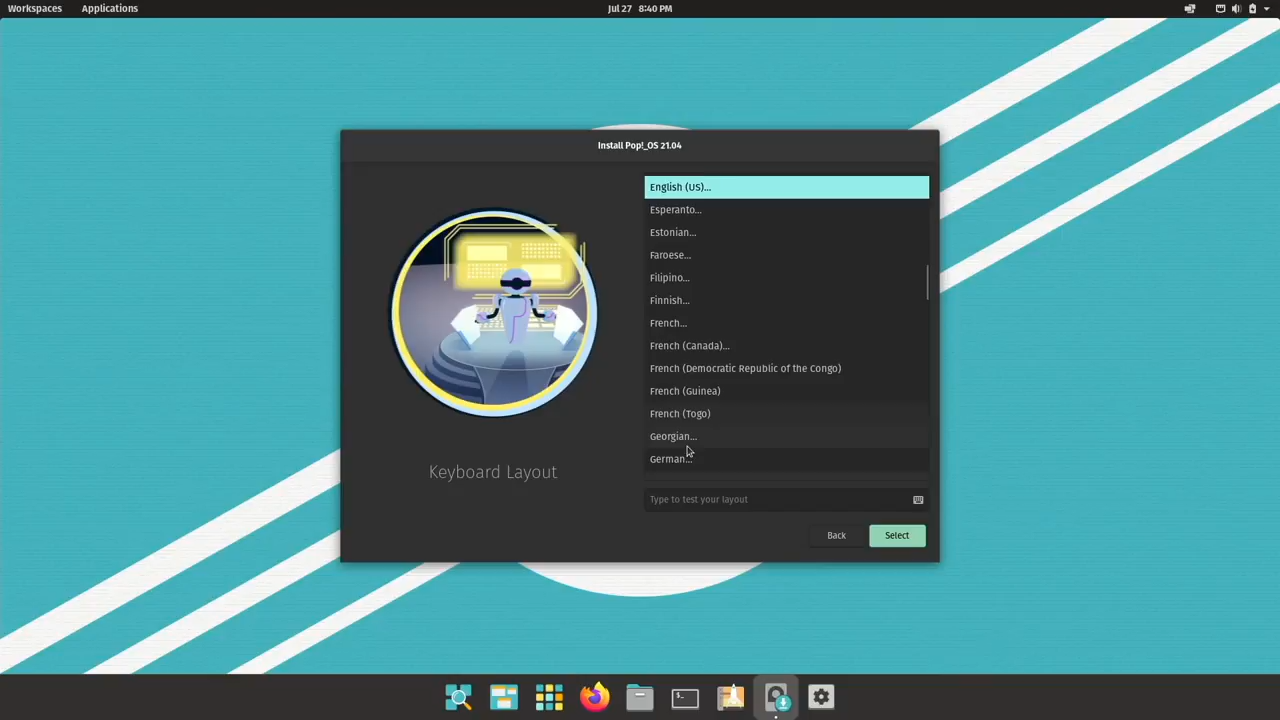 Workspaces
Applications
Jul 27 8:40 PM
Install Pop!_OS 21.04
Keyboard Layout
English (US)...
Esperanto...
Estonian...
Faroese...
Filipino...
Finnish...
French...
French (Canada)...
French (Democratic Republic of the Congo)
French (Guinea)
French (Togo)
Georgian...
German...
Type to test your layout
Back
Select